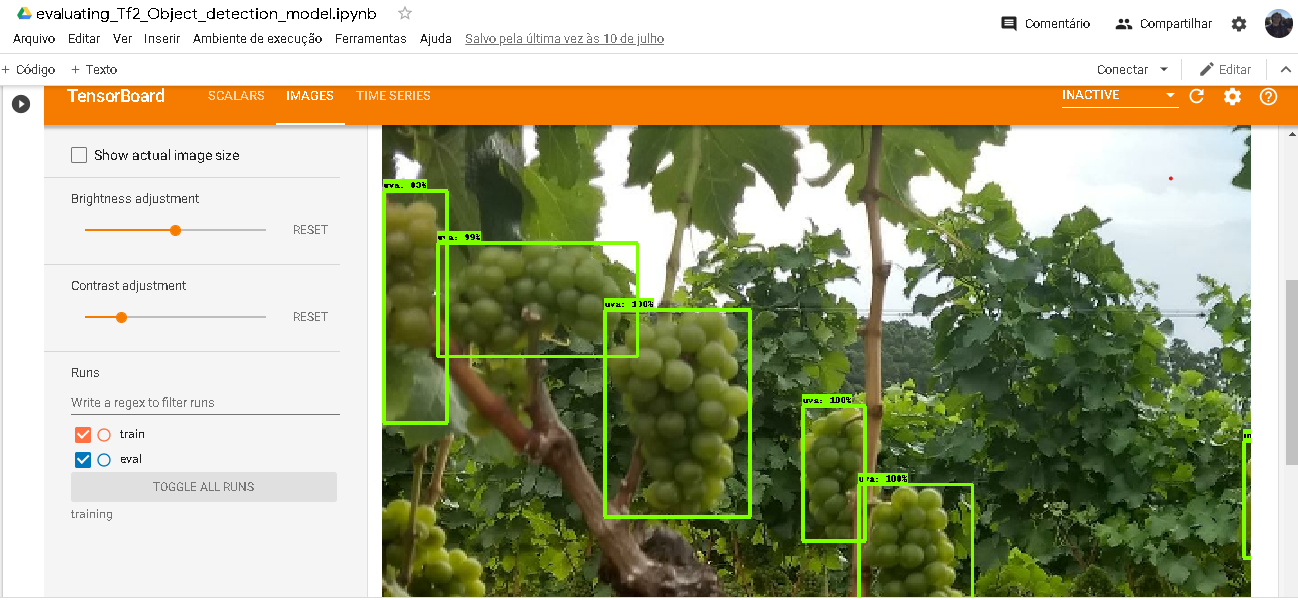 evaluating_Tf2_Object_detection_model.ipynb
Comentário
Compartilhar
Arquivo Editar Ver Inserir Ambiente de execução Ferramentas Ajuda Salvo pela última vez às 10 de julho
+ Código + Texto
Conectar
Editar
TensorBoard
SCALARS IMAGES TIME SERIES
INACTIVE
Show actual image size
Brightness adjustment
RESET
Contrast adjustment
RESET
Runs
Write a regex to filter runs
train
eval
TOGGLE ALL RUNS
training
uva: 99%
uva: 100%
uva: 100%
uva: 100%